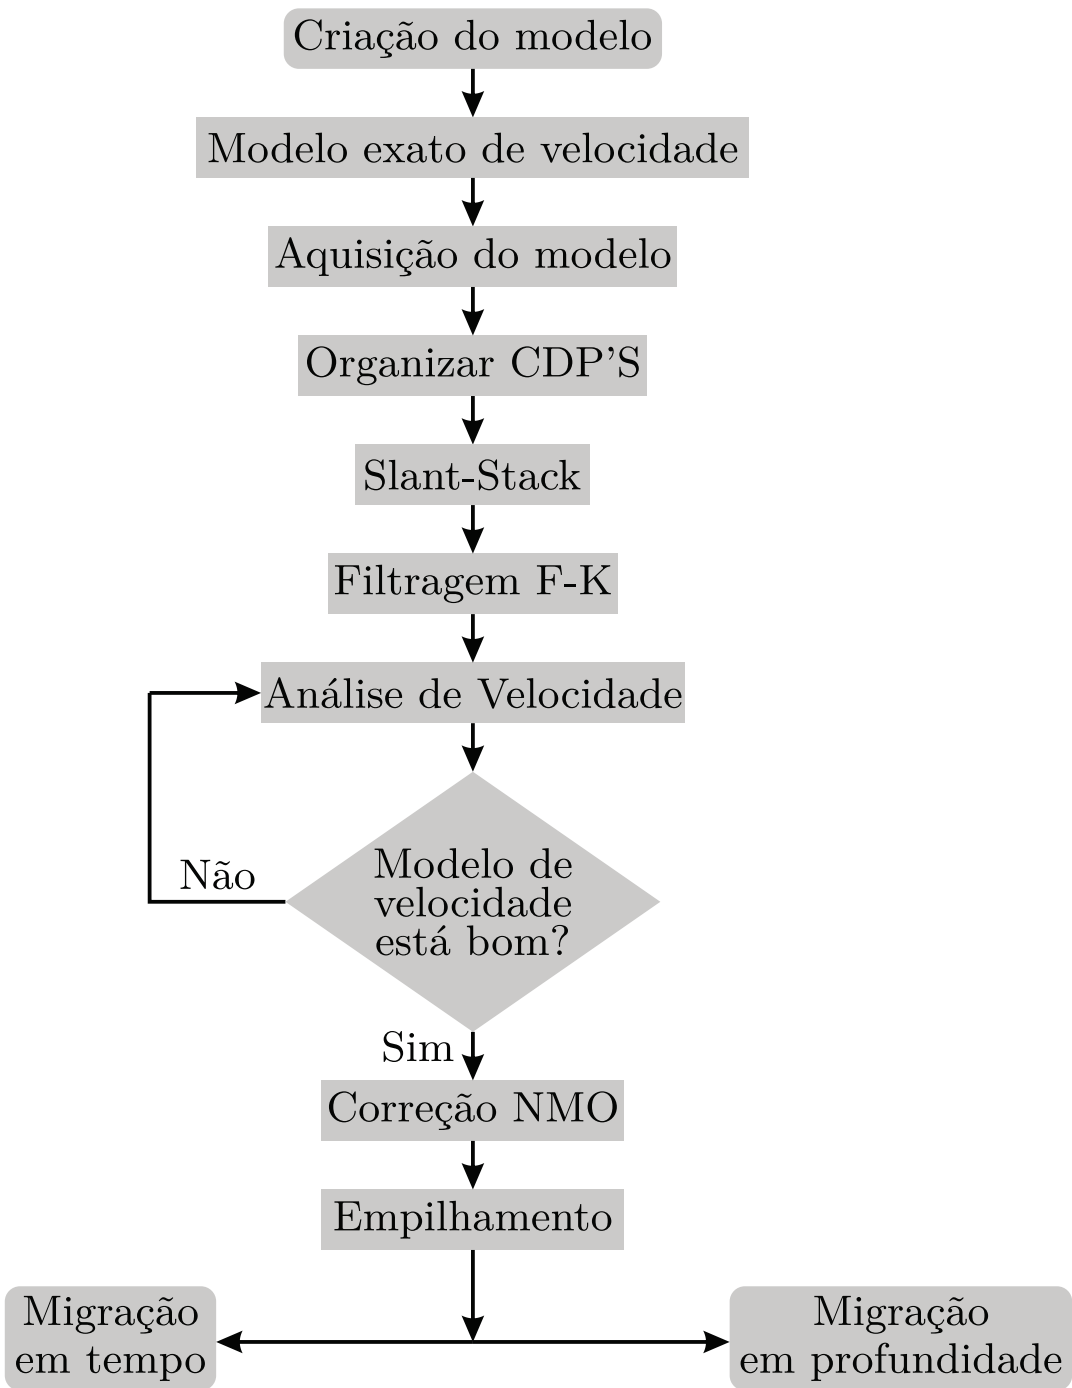 Criação do modelo
Modelo exato de velocidade
Aquisição do modelo
Organizar CDP'S
Slant-Stack
Filtragem F-K
Análise de Velocidade
Não
Modelo de
velocidade
está bom?
Sim
Correção NMO
Empilhamento
Migração
em tempo
Migração
em profundidade